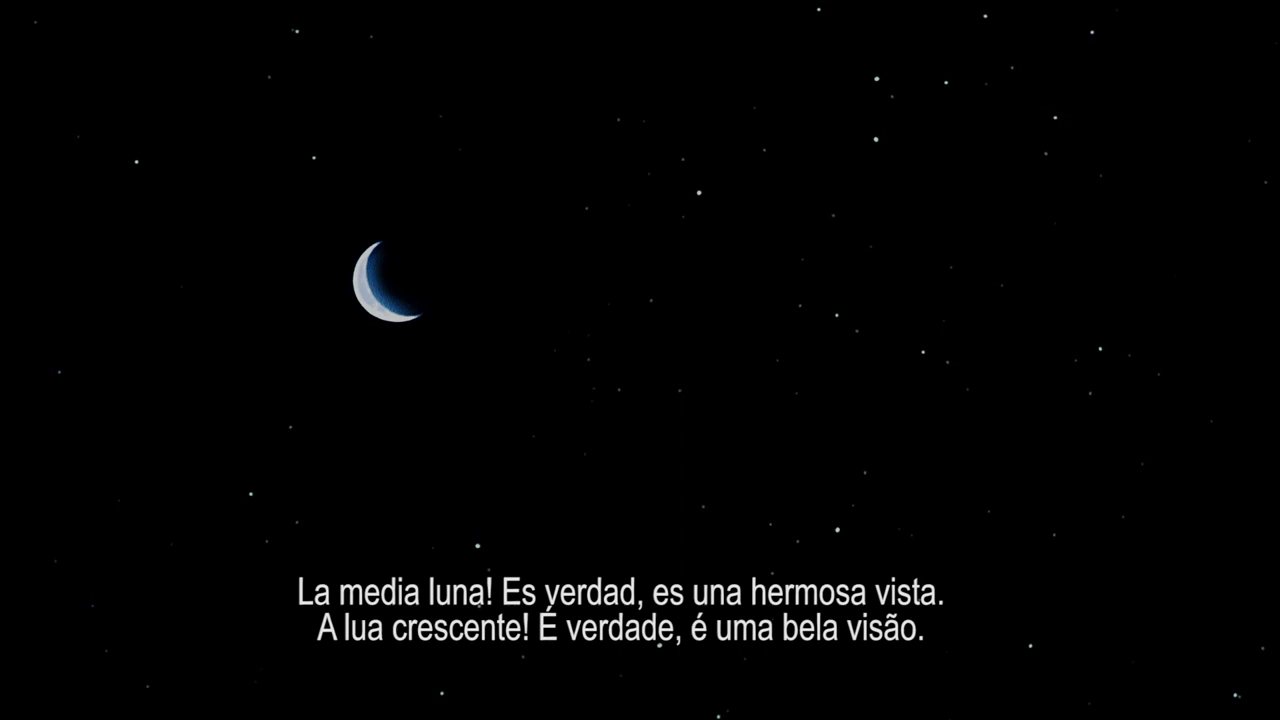 La media luna! Es verdad, es una hermosa vista.
A lua crescente! É verdade, é uma bela visão.